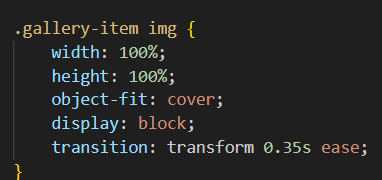 .gallery-item img {
    width: 100%;
    height: 100%;
    object-fit: cover;
    display: block;
    transition: transform 0.35s ease;
}